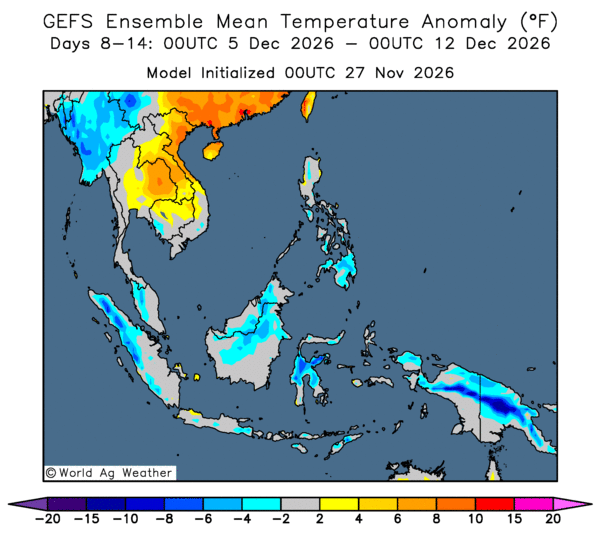 GEFS Ensemble Mean Temperature Anomaly (°F)
Days 8−14: 00UTC 5 Dec 2026 − 00UTC 12 Dec 2026
Model Initialized 00UTC 27 Nov 2026
© World Ag Weather
−20 −15 −10 −8 −6 −4 −2 2 4 6 8 10 15 20